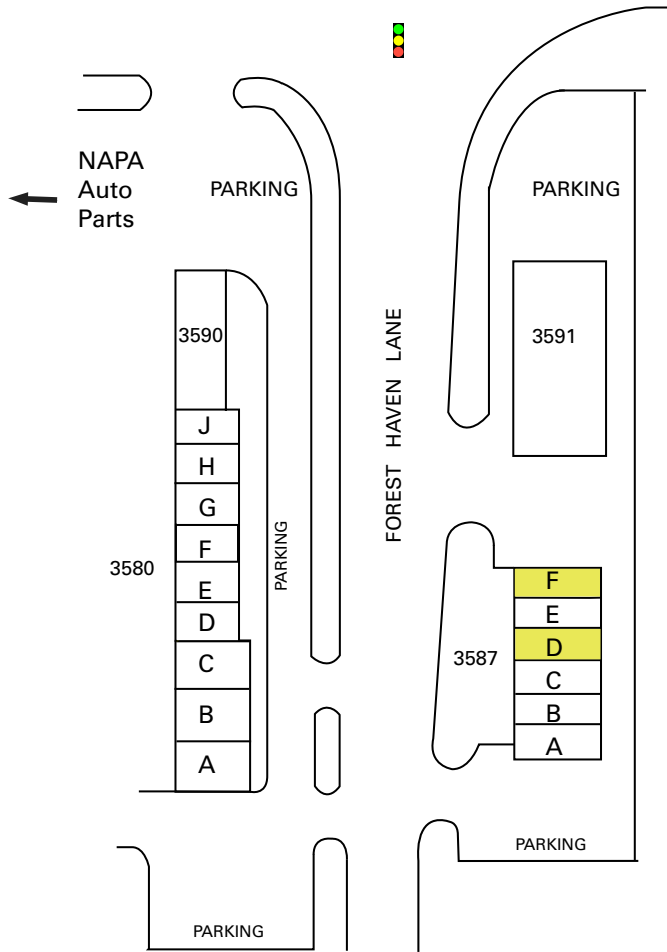 NAPA
Auto
Parts
PARKING
PARKING
3590
3591
FOREST HAVEN LANE
J
H
G
F
E
D
C
B
A
3580
PARKING
3587
F
E
D
C
B
A
PARKING
PARKING